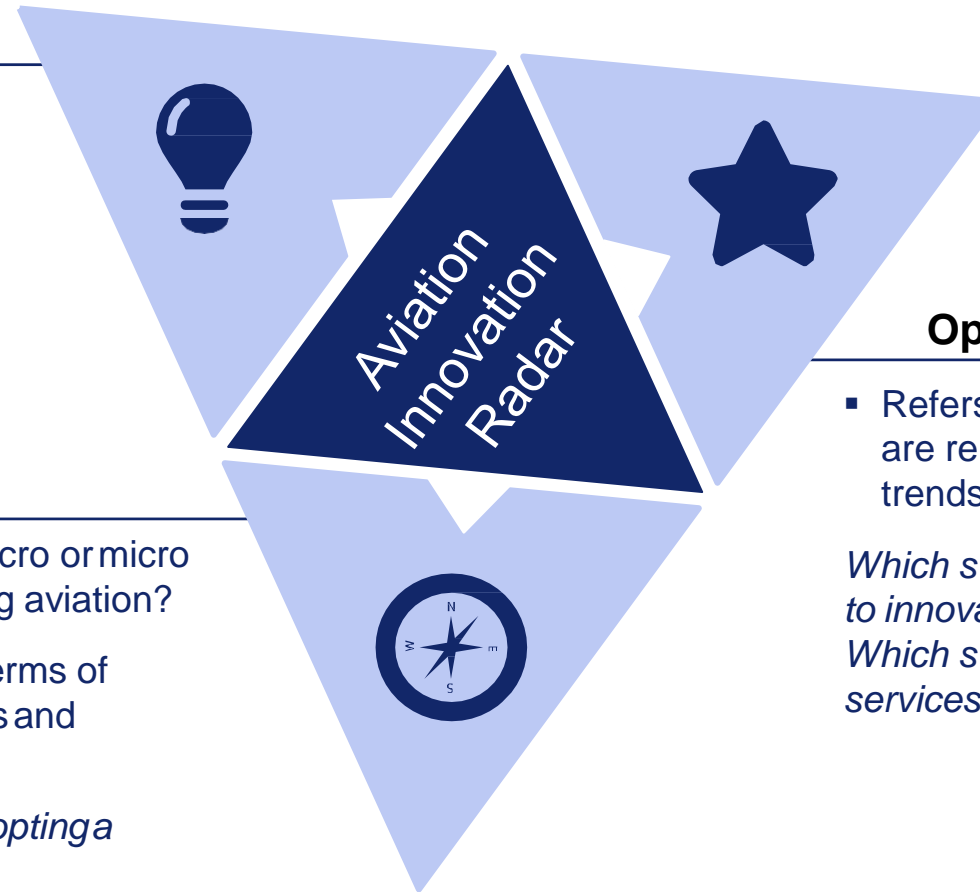 Aviation
Innovation
Radar
N
W
E
S
cro or micro
g aviation?
erms of
s and
opting a
Op
Refers
are re
trends
Which s
to innova
Which s
services